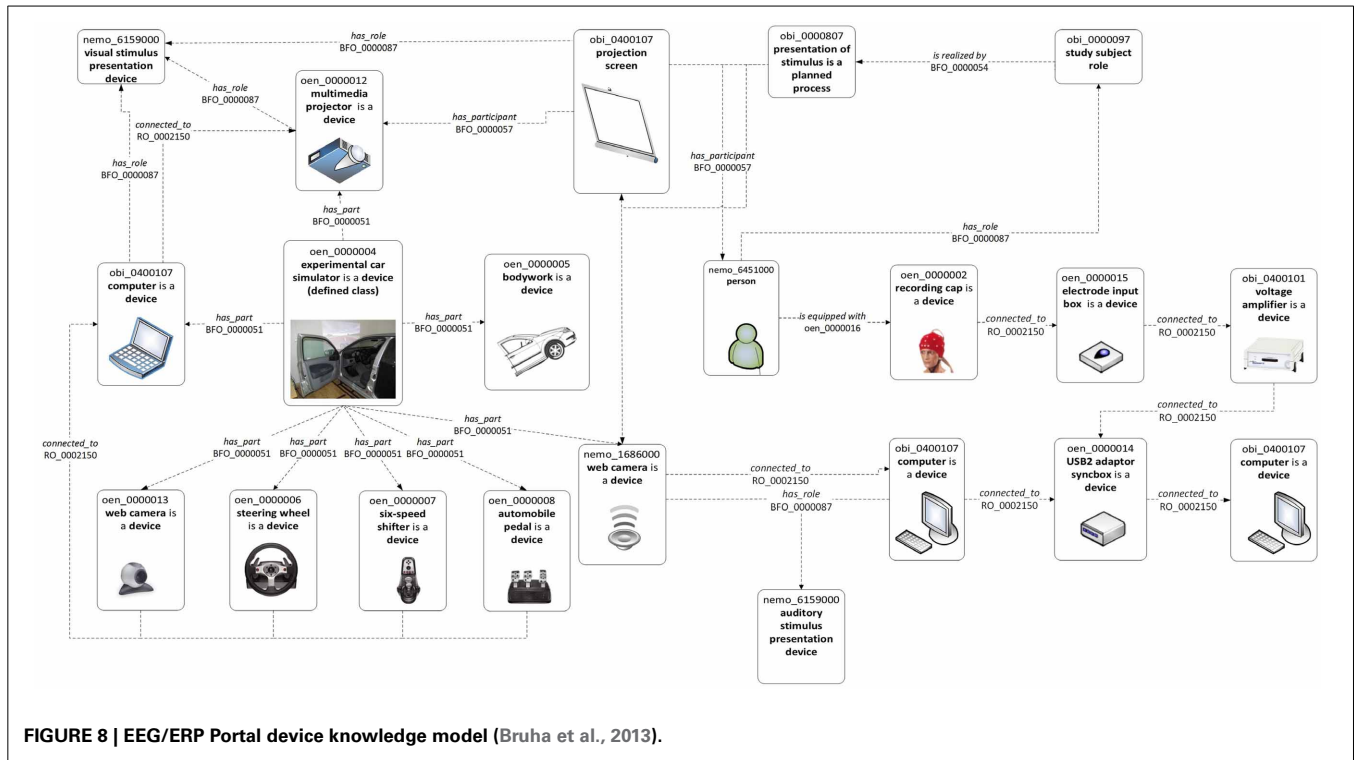 nemo_6159000
visual stimulus
presentation
device
has_role
BFO_0000087
obi_0400107
projection
screen
obi_0000807
presentation of
stimulus is a
planned
process
is realized by
BFO_0000054
obi_0000097
study subject
role
has_role
BFO_0000087
oen_0000012
multimedia
projector is a
device
connected_to
RO_0002150
has_participant
BFO_0000057
has_role
BFO_0000087
has_participant
BFO_0000057
has_part
BFO_0000051
has_role
BFO_0000087
oen_0000004
experimental car
simulator is a device
(defined class)
oen_0000005
bodywork is a
device
obi_0400107
computer is a
device
has_part
BFO_0000051
has_part
BFO_0000051
nemo_6451000
person
is equipped with
oen_0000016
oen_0000002
recording cap is
a device
connected_to
RO_0002150
oen_0000015
electrode input
box is a device
connected_to
RO_0002150
obi_0400101
voltage
amplifier is a
device
connected_to
RO_0002150
has_part
BFO_0000051
has_part
BFO_0000051
has_part
BFO_0000051
has_part
BFO_0000051
has_part
BFO_0000051
connected_to
RO_0002150
oen_0000013
web camera is
a device
oen_0000006
steering wheel
is a device
oen_0000007
six-speed
shifter is a
device
oen_0000008
automobile
pedal is a
device
nemo_1686000
web camera is
a device
connected_to
RO_0002150
has_role
BFO_0000087
obi_0400107
computer is a
device
connected_to
RO_0002150
oen_0000014
USB2 adaptor
syncbox is a
device
connected_to
RO_0002150
obi_0400107
computer is a
device
nemo_6159000
auditory
stimulus
presentation
device
FIGURE 8 | EEG/ERP Portal device knowledge model (Bruha et al., 2013).